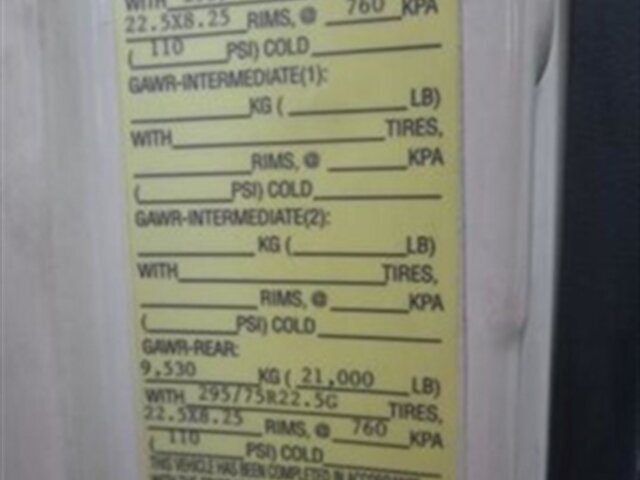 WITH
22.5X8.25 RIMS, @ 760 KPA
( 110 PSI) COLD
GAWR-INTERMEDIATE(1):
KG ( LB)
WITH TIRES,
RIMS, @ KPA
( PSI) COLD
GAWR-INTERMEDIATE(2):
KG ( LB)
WITH TIRES,
RIMS, @ KPA
( PSI) COLD
GAWR-REAR:
9,530 KG ( 21,000 LB)
WITH 295/75R22.5G TIRES,
22.5X8.25 RIMS, @ 760 KPA
( 110 PSI) COLD
THIS VEHICLE HAS BEEN COMPLETED IN